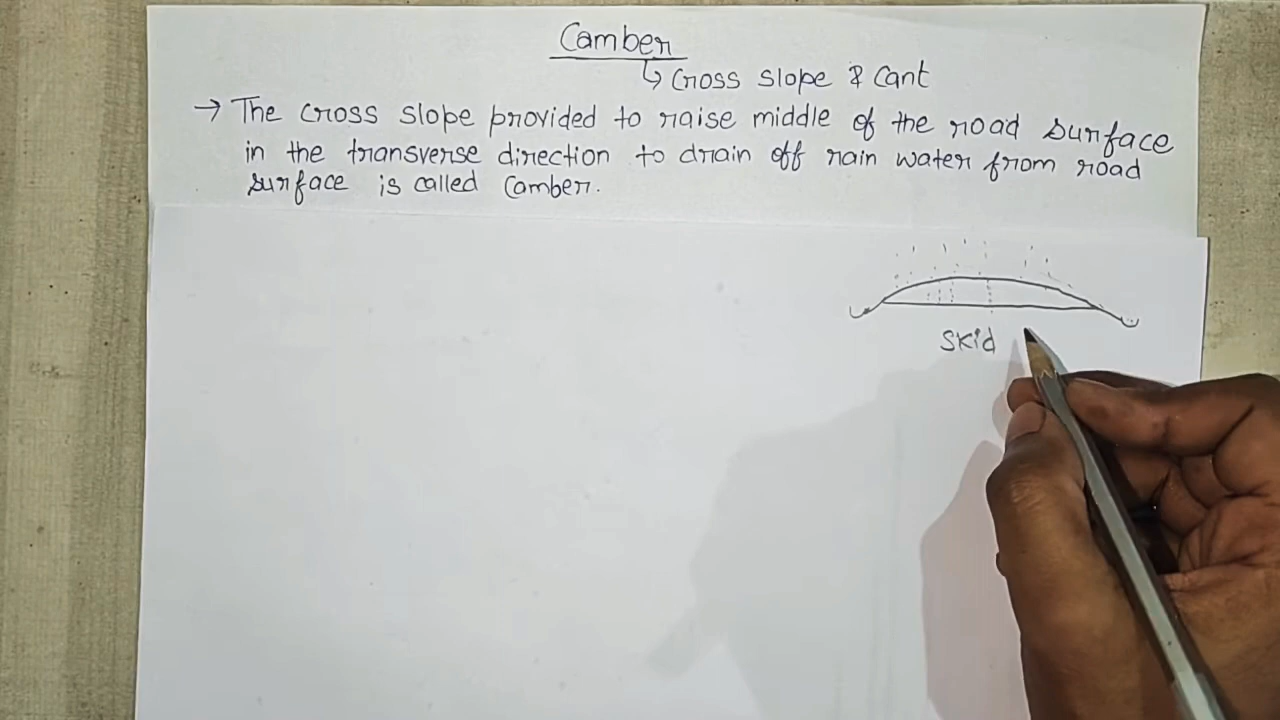 Camber
↳ Cross slope & Cant
→ The cross slope provided to raise middle of the road surface
in the transverse direction to drain off rain water from road
surface is called Camber.
skid